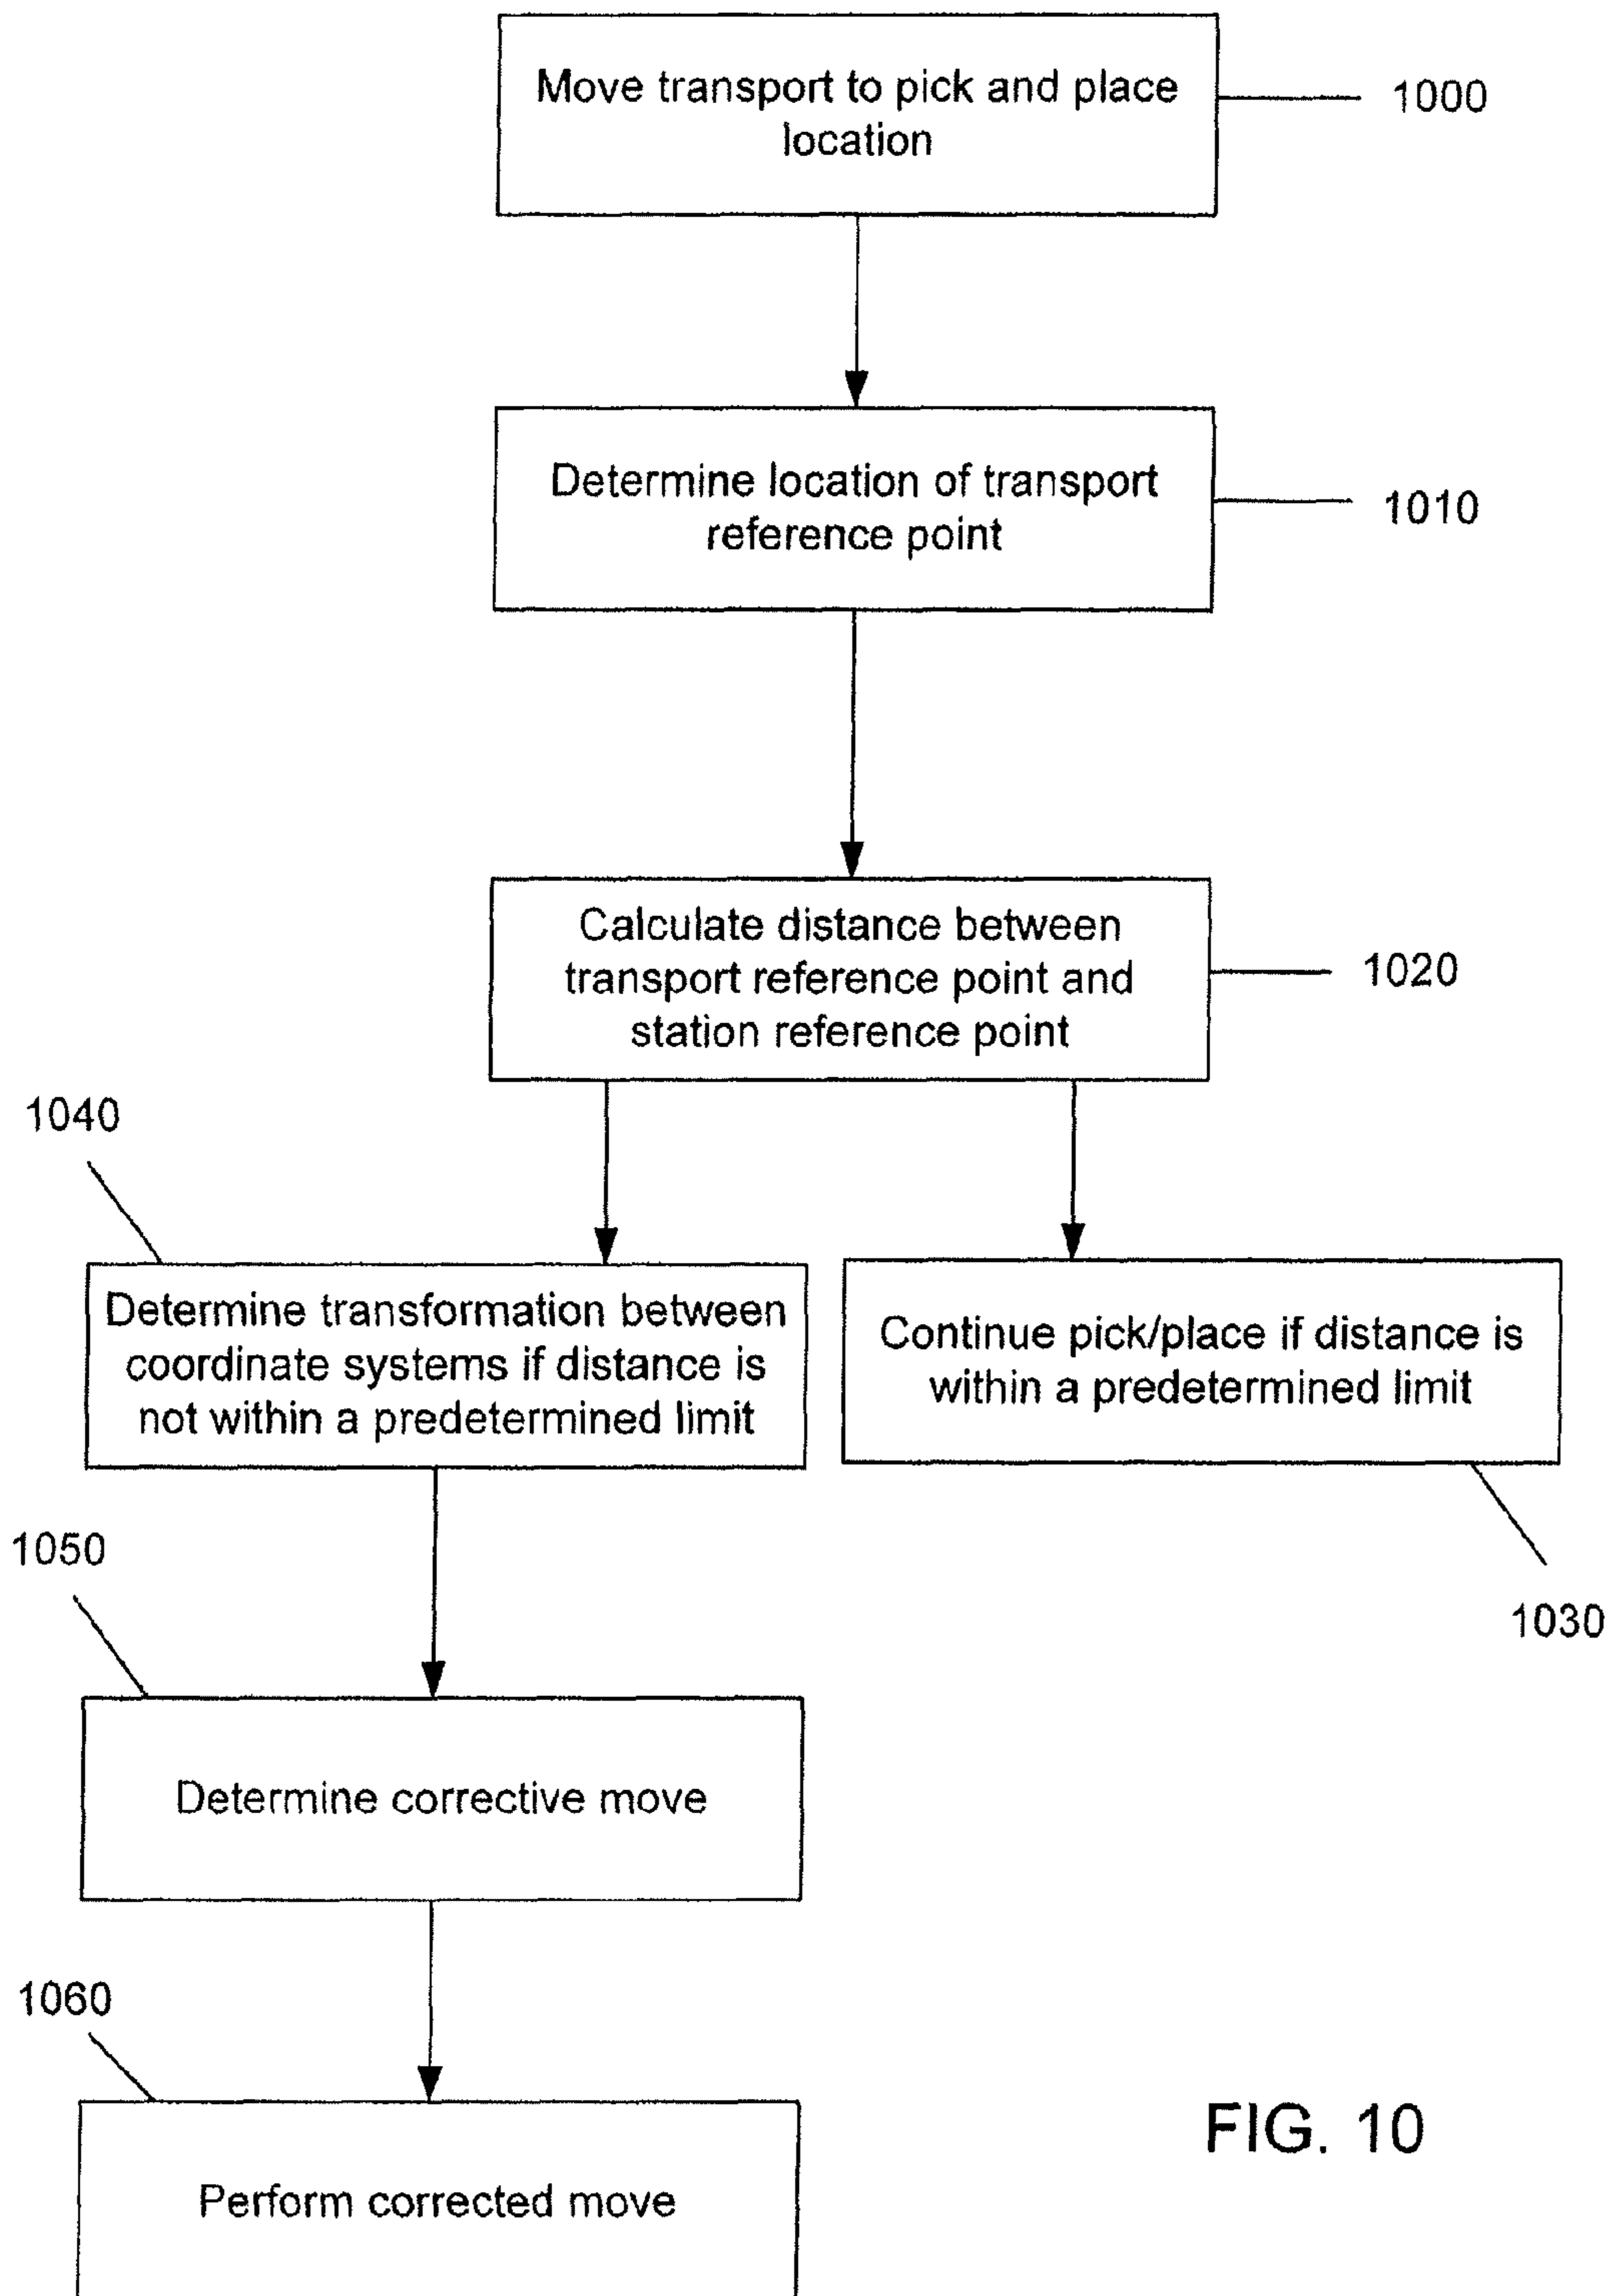 Move transport to pick and place
location
1000
Determine location of transport
reference point
1010
Calculate distance between
transport reference point and
station reference point
1020
1040
Determine transformation between
coordinate systems if distance is
not within a predetermined limit
Continue pick/place if distance is
within a predetermined limit
1030
1050
Determine corrective move
1060
Perform corrected move
FIG. 10